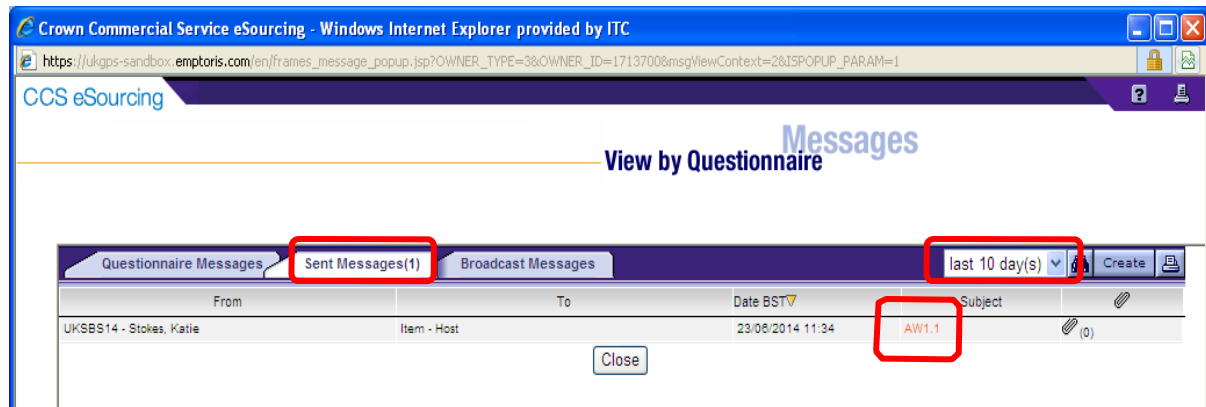 Crown Commercial Service eSourcing - Windows Internet Explorer provided by ITC
https://ukgps-sandbox.emptoris.com/en/frames_message_popup.jsp?OWNER_TYPE=3&OWNER_ID=1713700&msgViewContext=2&ISPOPUP_PARAM=1
CCS eSourcing ?
Messages
View by Questionnaire
Questionnaire Messages Sent Messages(1) Broadcast Messages last 10 day(s) Create
From To Date BST Subject
UKSBS14 - Stokes, Katie Item - Host 23/06/2014 11:34 AW1.1 (0)
Close